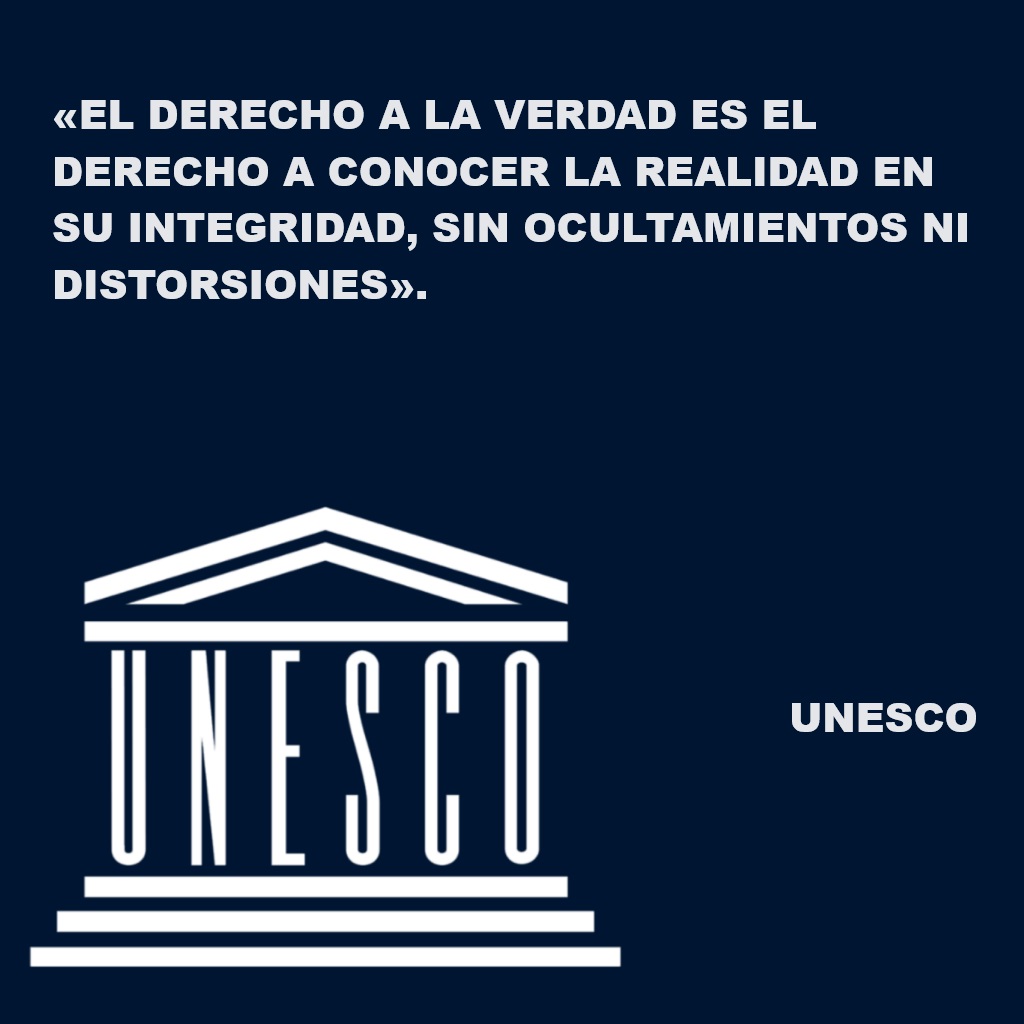 «EL DERECHO A LA VERDAD ES EL
DERECHO A CONOCER LA REALIDAD EN
SU INTEGRIDAD, SIN OCULTAMIENTOS NI
DISTORSIONES».
UNESCO
UNESCO